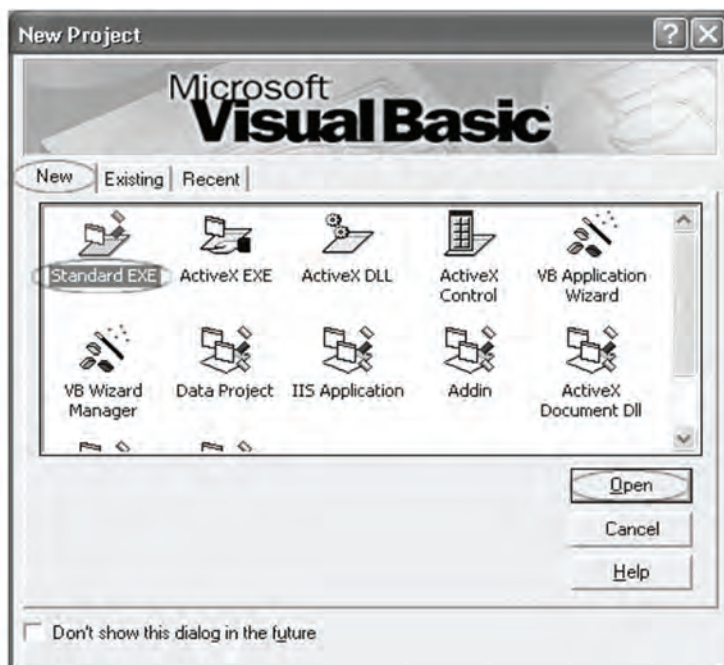 New Project
Microsoft
Visual Basic
New Existing Recent
Standard EXE ActiveX EXE ActiveX DLL ActiveX Control VB Application Wizard
VB Wizard Manager Data Project IIS Application Addin ActiveX Document Dll
Open
Cancel
Help
Don't show this dialog in the future